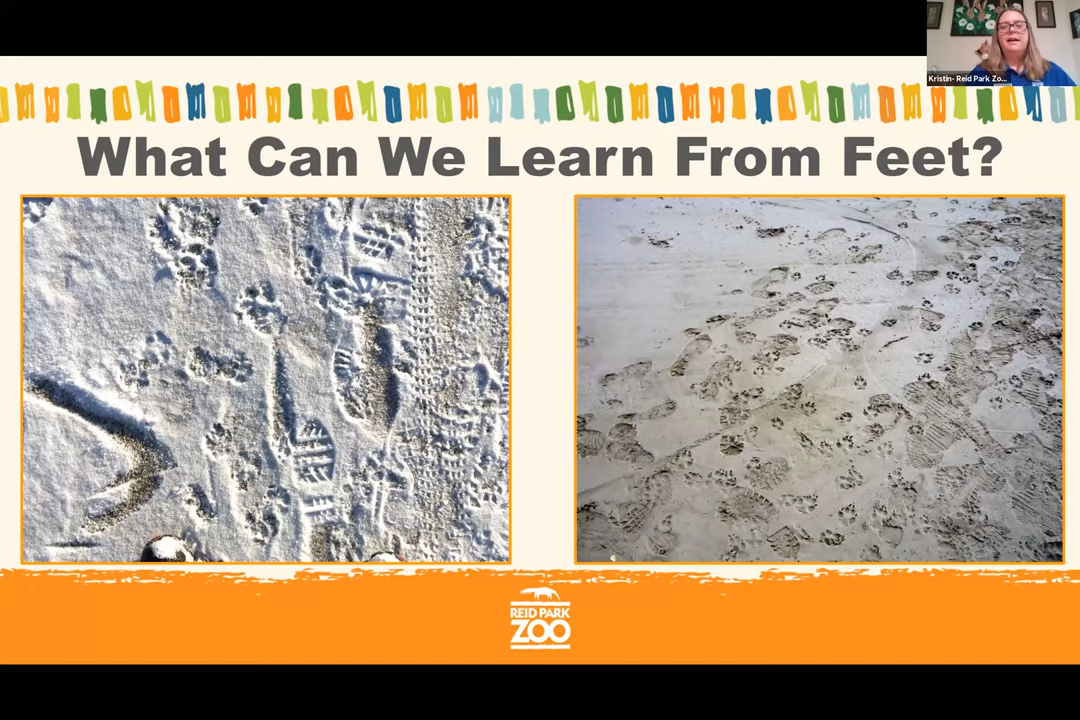 Kristin- Reid Park Zo...
What Can We Learn From Feet?
REID PARK
ZOO